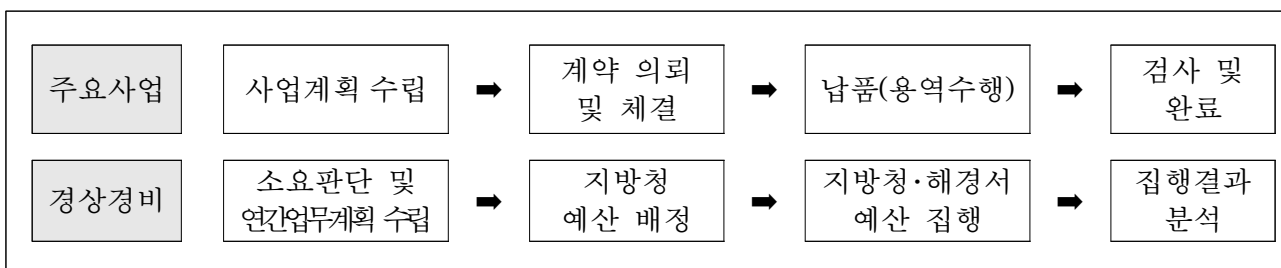 주요사업
사업계획 수립
➡
계약 의뢰
및 체결
➡
납품(용역수행)
➡
검사 및
완료
경상경비
소요판단 및
연간업무계획 수립
➡
지방청
예산 배정
➡
지방청·해경서
예산 집행
➡
집행결과
분석